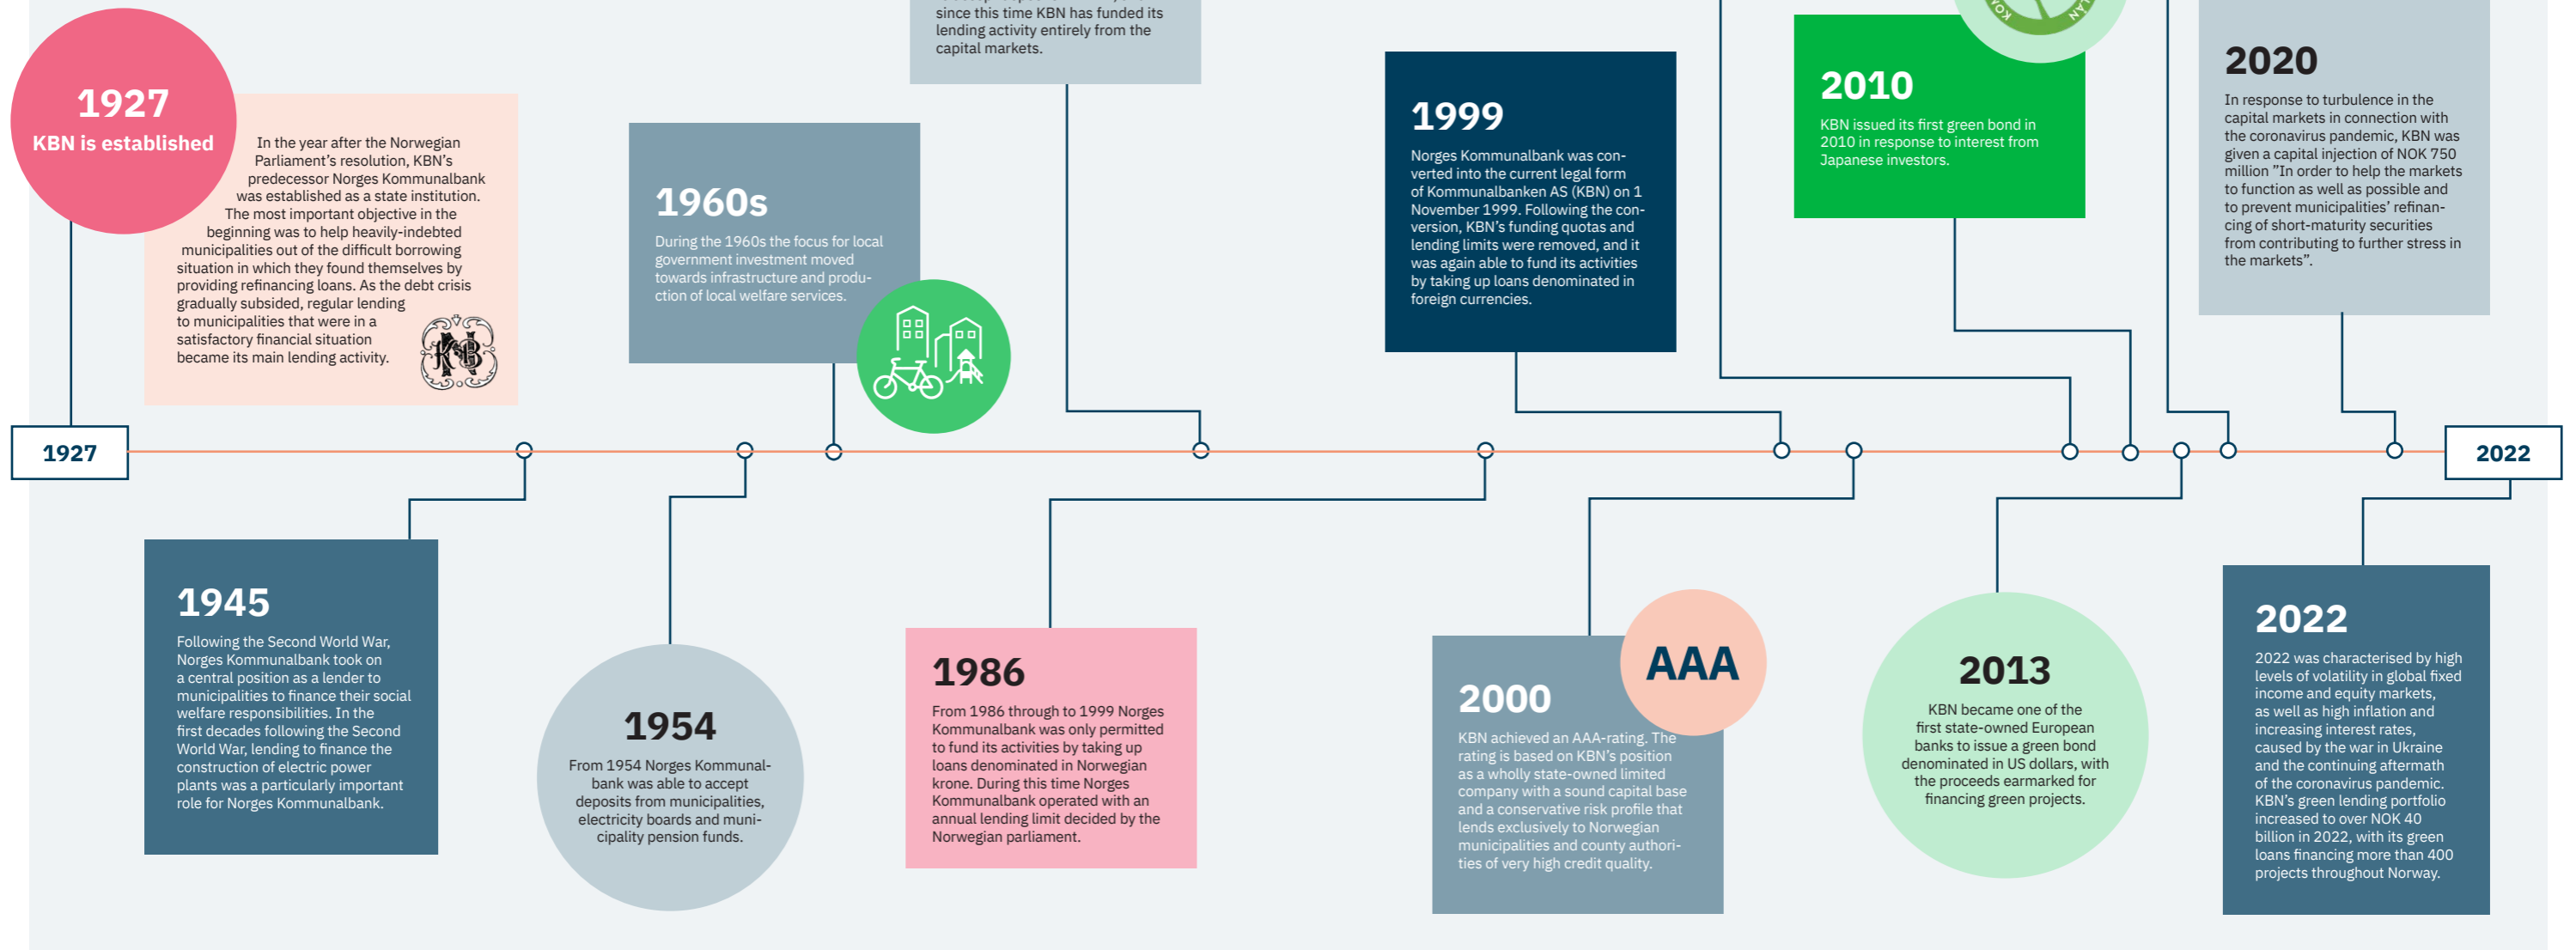 since this time KBN has funded its
lending activity entirely from the
capital markets.
1927
KBN is established
In the year after the Norwegian
Parliament’s resolution, KBN’s
predecessor Norges Kommunalbank
was established as a state institution.
The most important objective in the
beginning was to help heavily-indebted
municipalities out of the difficult borrowing
situation in which they found themselves by
providing refinancing loans. As the debt crisis
gradually subsided, regular lending
to municipalities that were in a
satisfactory financial situation
became its main lending activity.
KNB
1960s
During the 1960s the focus for local
government investment moved
towards infrastructure and produ-
ction of local welfare services.
1999
Norges Kommunalbank was con-
verted into the current legal form
of Kommunalbanken AS (KBN) on 1
November 1999. Following the con-
version, KBN’s funding quotas and
lending limits were removed, and it
was again able to fund its activities
by taking up loans denominated in
foreign currencies.
2010
KBN issued its first green bond in
2010 in response to interest from
Japanese investors.
2020
In response to turbulence in the
capital markets in connection with
the coronavirus pandemic, KBN was
given a capital injection of NOK 750
million ”In order to help the markets
to function as well as possible and
to prevent municipalities’ refinan-
cing of short-maturity securities
from contributing to further stress in
the markets”.
1927
2022
1945
Following the Second World War,
Norges Kommunalbank took on
a central position as a lender to
municipalities to finance their social
welfare responsibilities. In the
first decades following the Second
World War, lending to finance the
construction of electric power
plants was a particularly important
role for Norges Kommunalbank.
1954
From 1954 Norges Kommunal-
bank was able to accept
deposits from municipalities,
electricity boards and muni-
cipality pension funds.
1986
From 1986 through to 1999 Norges
Kommunalbank was only permitted
to fund its activities by taking up
loans denominated in Norwegian
krone. During this time Norges
Kommunalbank operated with an
annual lending limit decided by the
Norwegian parliament.
AAA
2000
KBN achieved an AAA-rating. The
rating is based on KBN’s position
as a wholly state-owned limited
company with a sound capital base
and a conservative risk profile that
lends exclusively to Norwegian
municipalities and county authori-
ties of very high credit quality.
2013
KBN became one of the
first state-owned European
banks to issue a green bond
denominated in US dollars, with
the proceeds earmarked for
financing green projects.
2022
2022 was characterised by high
levels of volatility in global fixed
income and equity markets,
as well as high inflation and
increasing interest rates,
caused by the war in Ukraine
and the continuing aftermath
of the coronavirus pandemic.
KBN’s green lending portfolio
increased to over NOK 40
billion in 2022, with its green
loans financing more than 400
projects throughout Norway.